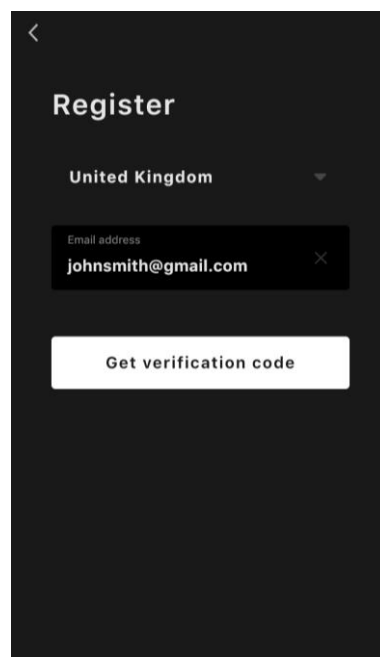 Register
United Kingdom
Email address
johnsmith@gmail.com
Get verification code